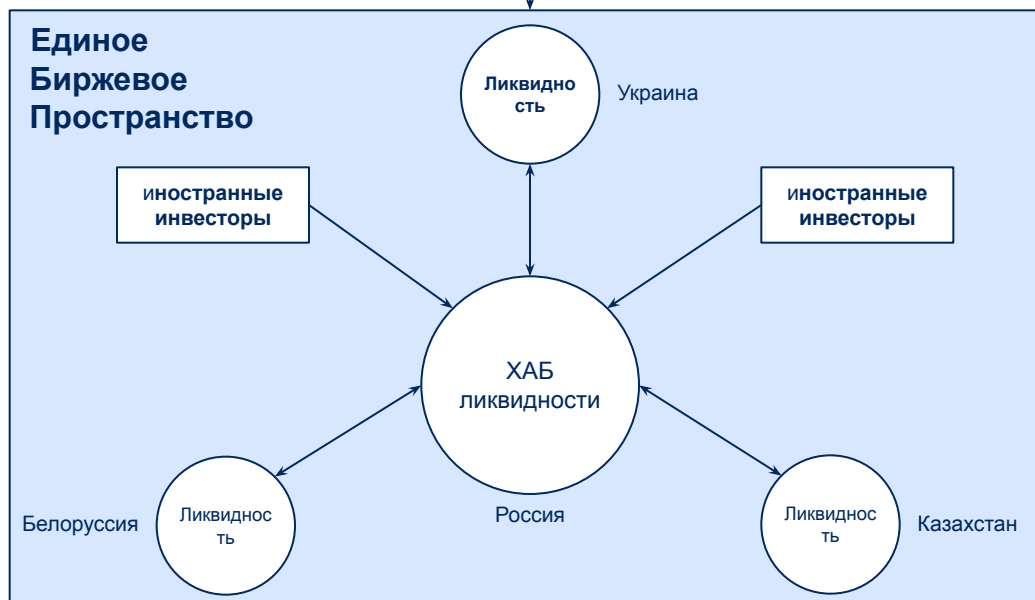 Единое
Биржевое
Пространство
Ликвидно
сть
Украина
иностранные
инвесторы
иностранные
инвесторы
ХАБ
ликвидности
Россия
Белоруссия
Ликвиднос
ть
Ликвиднос
ть
Казахстан